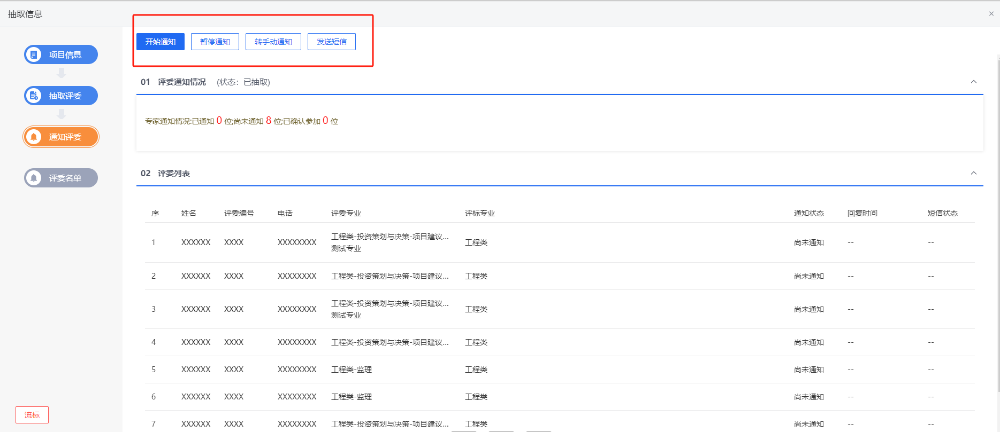 抽取信息
×
项目信息
抽取评委
通知评委
评委名单
流标
开始通知 暂停通知 转手动通知 发送短信
01 评委通知情况 (状态：已抽取)
专家通知情况:已通知 0 位;尚未通知 8 位;已确认参加 0 位
02 评委列表
序 姓名 评委编号 电话 评委专业 评标专业 通知状态 回复时间 短信状态
1 XXXXXX XXXX XXXXXXXX 工程类-投资策划与决策-项目建议... 工程类 尚未通知 -- --
测试专业
2 XXXXXX XXXX XXXXXXXX 工程类-投资策划与决策-项目建议... 工程类 尚未通知 -- --
3 XXXXXX XXXX XXXXXXXX 工程类-投资策划与决策-项目建议... 工程类 尚未通知 -- --
测试专业
4 XXXXXX XXXX XXXXXXXX 工程类-投资策划与决策-项目建议... 工程类 尚未通知 -- --
5 XXXXXX XXXX XXXXXXXX 工程类-监理 工程类 尚未通知 -- --
6 XXXXXX XXXX XXXXXXXX 工程类-监理 工程类 尚未通知 -- --
7 XXXXXX XXXX XXXXXXXX 工程类-投资策划与决策-项目建议... 工程类 尚未通知 -- --